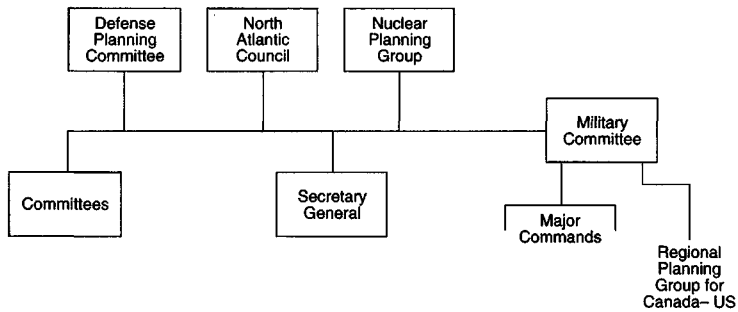 Defense
Planning
Committee
North
Atlantic
Council
Nuclear
Planning
Group
Military
Committee
Committees
Secretary
General
Major
Commands
Regional
Planning
Group for
Canada– US